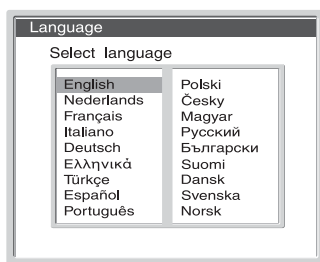 Language
Select language
English
Nederlands
Français
Italiano
Deutsch
Ελληνικά
Türkçe
Español
Português
Polski
Česky
Magyar
Русский
Български
Suomi
Dansk
Svenska
Norsk